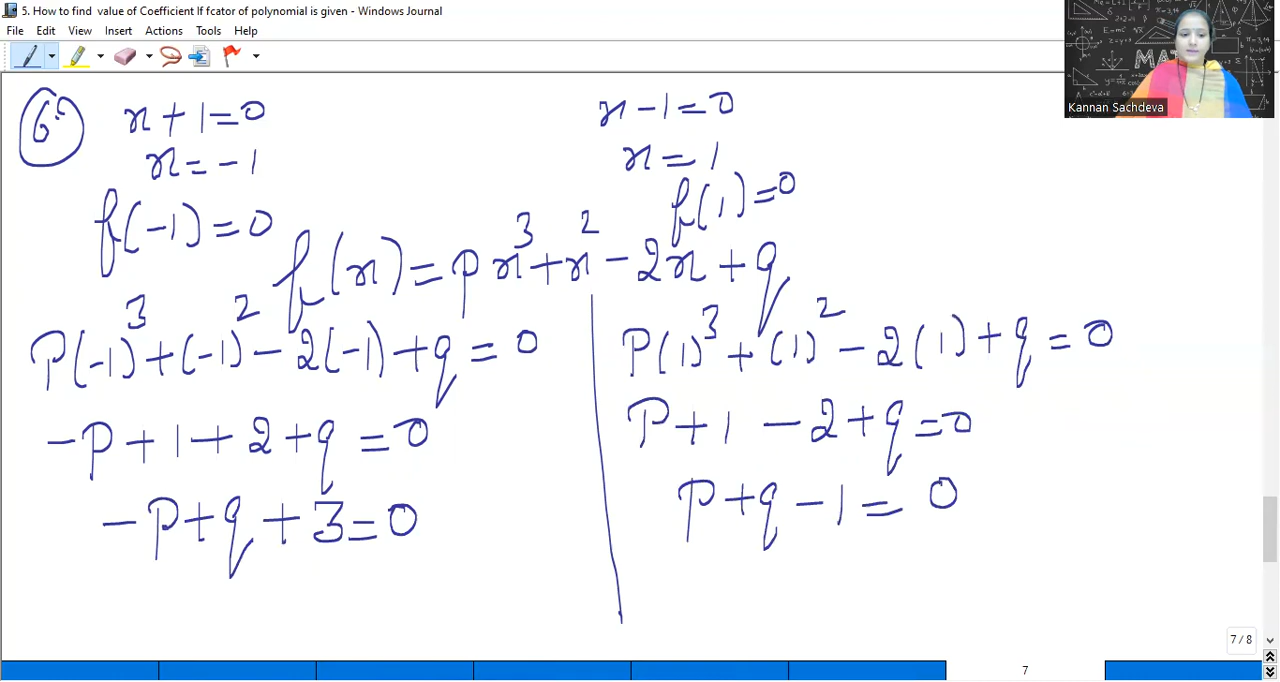 5. How to find value of Coefficient If fcator of polynomial is given - Windows Journal
File Edit View Insert Actions Tools Help
Kannan Sachdeva
6.
x + 1 = 0
x = -1
f(-1) = 0
x - 1 = 0
x = 1
f(1) = 0
f(x) = px³ + x² - 2x + q
P(-1)³ + (-1)² - 2(-1) + q = 0
-P + 1 + 2 + q = 0
-P + q + 3 = 0
P(1)³ + (1)² - 2(1) + q = 0
P + 1 - 2 + q = 0
P + q - 1 = 0
7 / 8
7